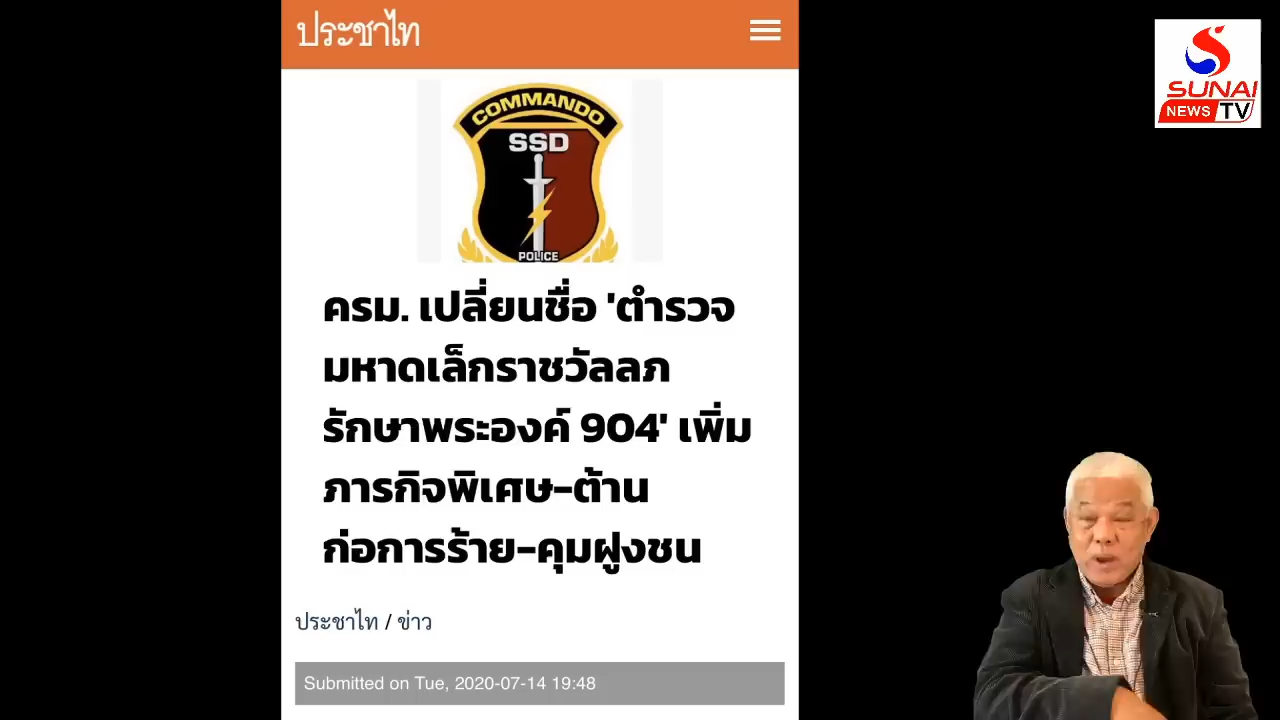 ประชาไท
SUNAI
NEWS TV
COMMANDO
SSD
POLICE
ครม. เปลี่ยนชื่อ 'ตำรวจ
มหาดเล็กราชวัลลภ
รักษาพระองค์ 904' เพิ่ม
ภารกิจพิเศษ-ต้าน
ก่อการร้าย-คุมฝูงชน
ประชาไท / ข่าว
Submitted on Tue, 2020-07-14 19:48